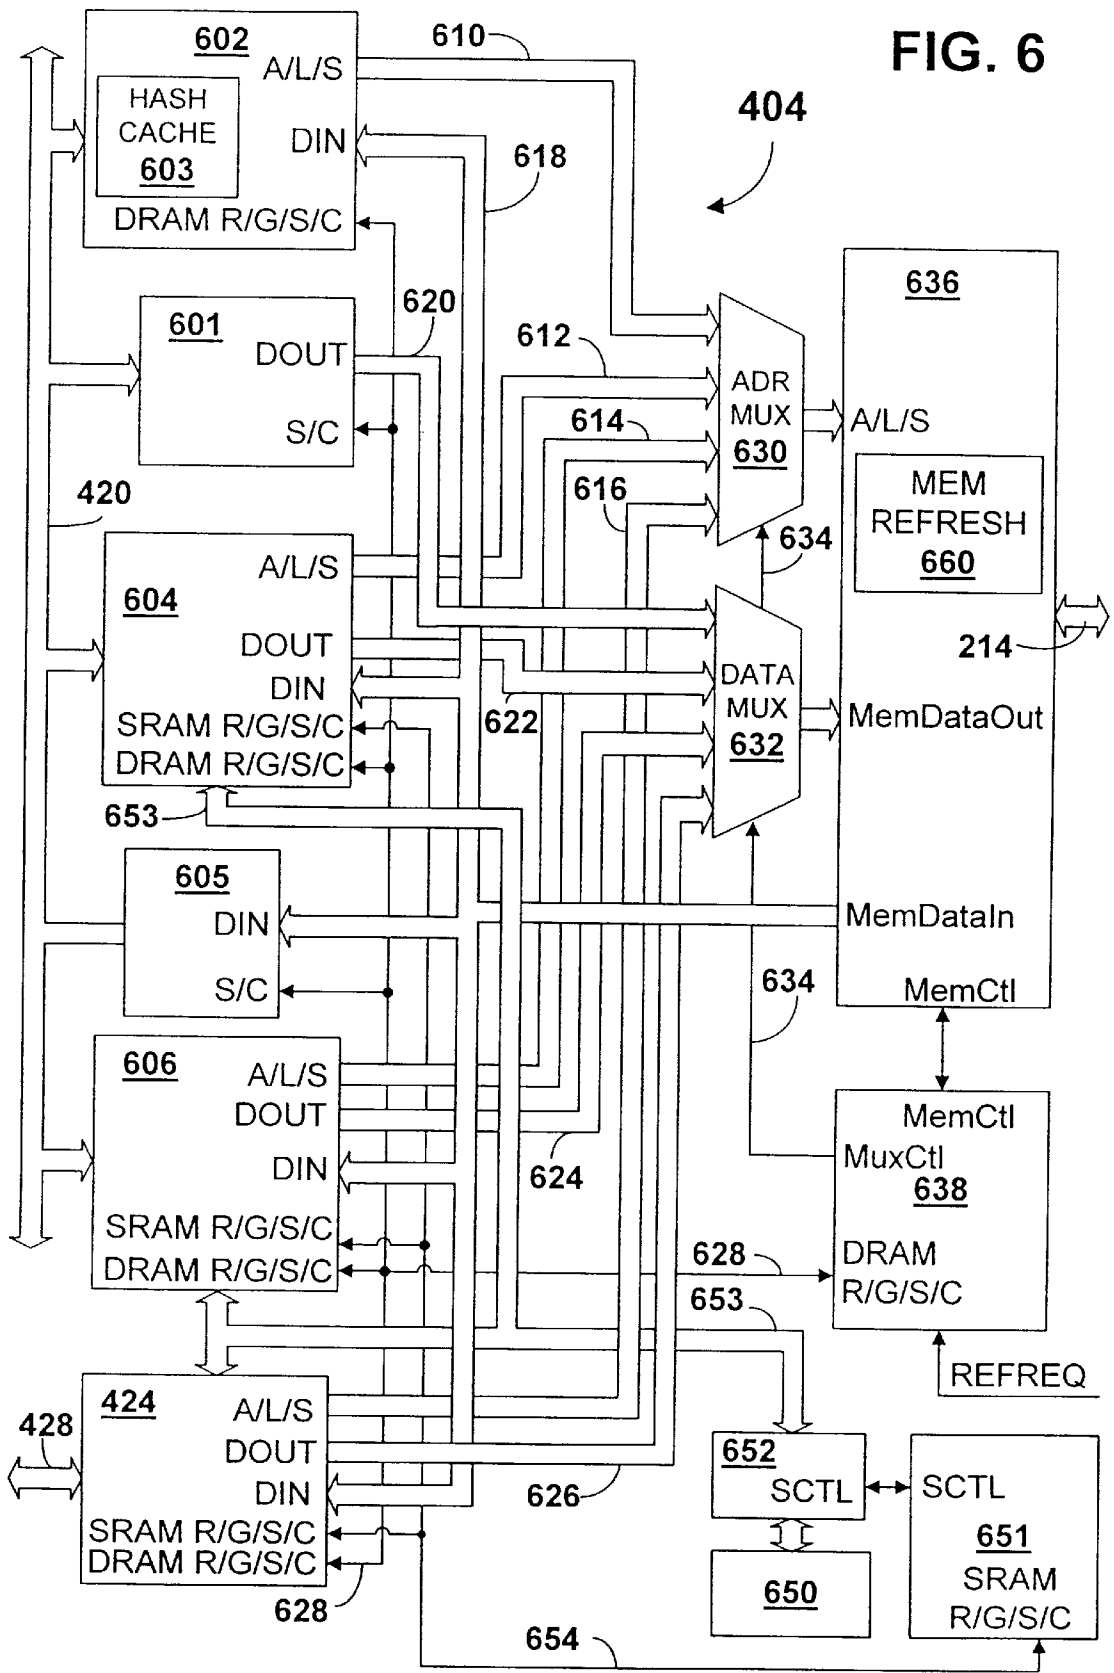 FIG. 6
404
602
A/L/S
HASH
CACHE
603
DIN
DRAM R/G/S/C
610
618
601
DOUT
S/C
620
612
614
616
420
604
A/L/S
DOUT
DIN
SRAM R/G/S/C
DRAM R/G/S/C
622
653
ADR
MUX
630
634
DATA
MUX
632
636
A/L/S
MEM
REFRESH
660
214
MemDataOut
MemDataIn
MemCtl
605
DIN
S/C
634
606
A/L/S
DOUT
DIN
SRAM R/G/S/C
DRAM R/G/S/C
624
MemCtl
MuxCtl
638
DRAM
R/G/S/C
628
653
REFREQ
424
A/L/S
DOUT
DIN
SRAM R/G/S/C
DRAM R/G/S/C
428
626
628
652
SCTL
650
SCTL
651
SRAM
R/G/S/C
654